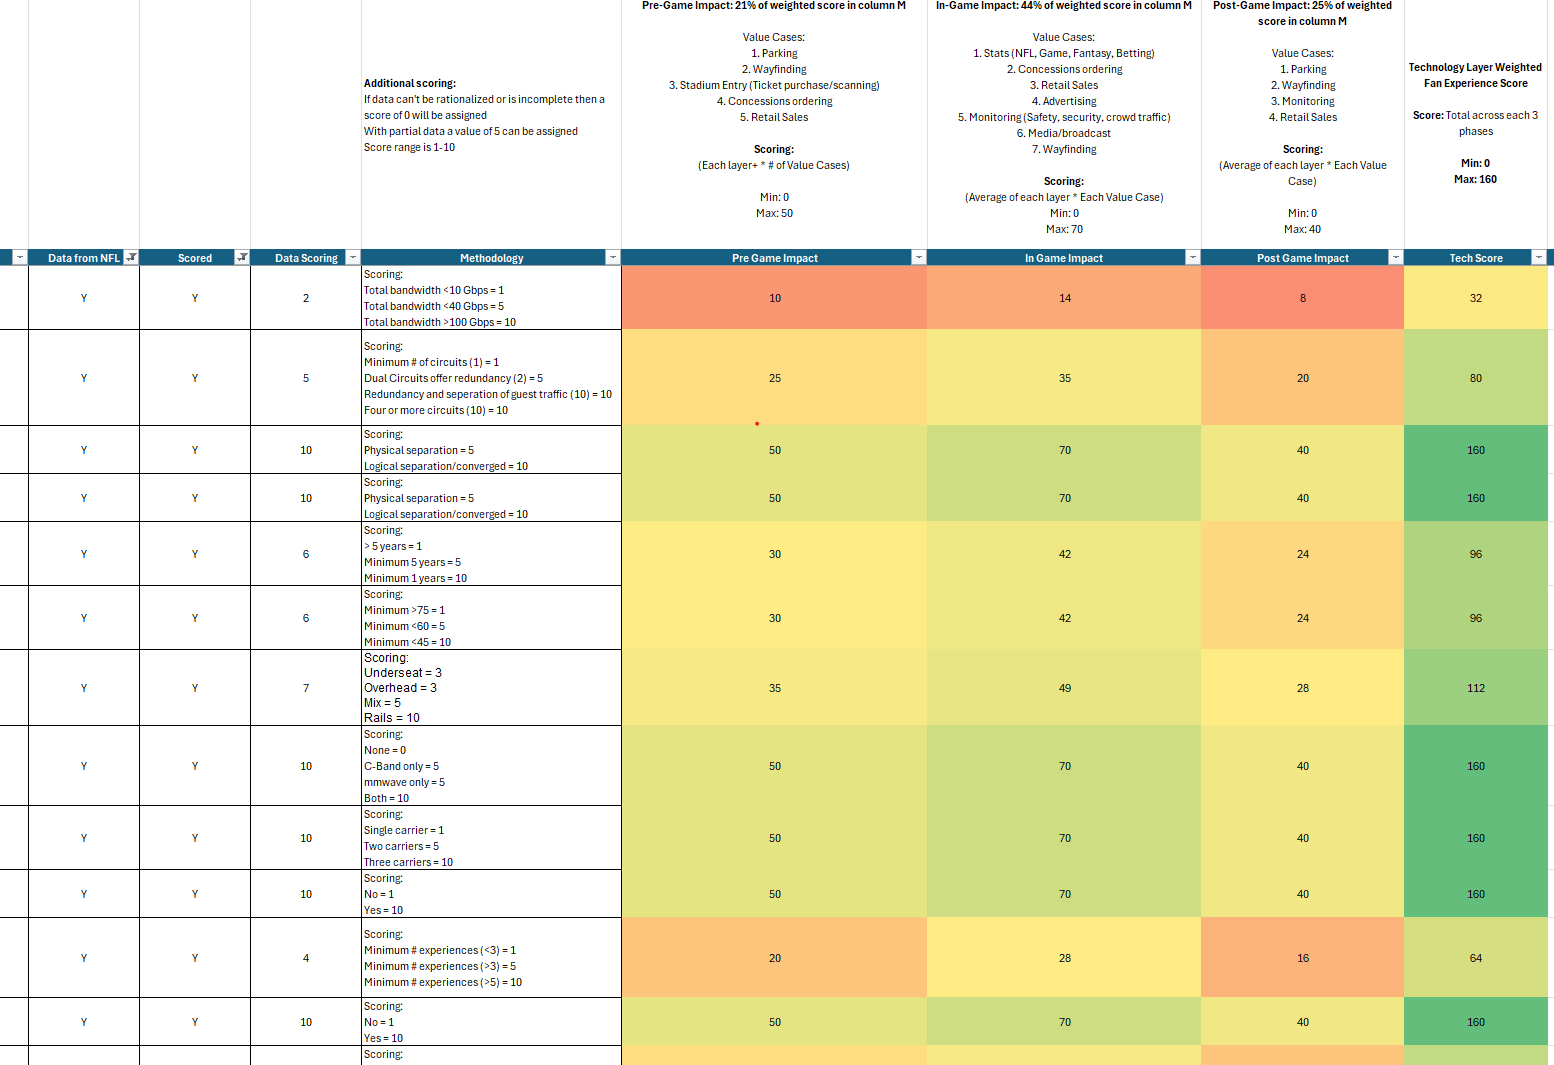 Additional scoring:
If data can't be rationalized or is incomplete then a
score of 0 will be assigned
With partial data a value of 5 can be assigned
Score range is 1-10
Pre-Game Impact: 21% of weighted score in column M
Value Cases:
1. Parking
2. Wayfinding
3. Stadium Entry (Ticket purchase/scanning)
4. Concessions ordering
5. Retail Sales
Scoring:
(Each layer+ * # of Value Cases)
Min: 0
Max: 50
In-Game Impact: 44% of weighted score in column M
Value Cases:
1. Stats (NFL, Game, Fantasy, Betting)
2. Concessions ordering
3. Retail Sales
4. Advertising
5. Monitoring (Safety, security, crowd traffic)
6. Media/broadcast
7. Wayfinding
Scoring:
(Average of each layer * Each Value Case)
Min: 0
Max: 70
Post-Game Impact: 25% of weighted
score in column M
Value Cases:
1. Parking
2. Wayfinding
3. Monitoring
4. Retail Sales
Scoring:
(Average of each layer * Each Value
Case)
Min: 0
Max: 40
Technology Layer Weighted
Fan Experience Score
Score: Total across each 3
phases
Min: 0
Max: 160
Data from NFL Scored Data Scoring Methodology Pre Game Impact In Game Impact Post Game Impact Tech Score
Y Y 2
Scoring:
Total bandwidth <10 Gbps = 1
Total bandwidth <40 Gbps = 5
Total bandwidth >100 Gbps = 10
10 14 8 32
Y Y 5
Scoring:
Minimum # of circuits (1) = 1
Dual Circuits offer redundancy (2) = 5
Redundancy and seperation of guest traffic (10) = 10
Four or more circuits (10) = 10
25 35 20 80
Y Y 10
Scoring:
Physical separation = 5
Logical separation/converged = 10
50 70 40 160
Y Y 10
Scoring:
Physical separation = 5
Logical separation/converged = 10
50 70 40 160
Y Y 6
Scoring:
> 5 years = 1
Minimum 5 years = 5
Minimum 1 years = 10
30 42 24 96
Y Y 6
Scoring:
Minimum >75 = 1
Minimum <60 = 5
Minimum <45 = 10
30 42 24 96
Y Y 7
Scoring:
Underseat = 3
Overhead = 3
Mix = 5
Rails = 10
35 49 28 112
Y Y 10
Scoring:
None = 0
C-Band only = 5
mmwave only = 5
Both = 10
50 70 40 160
Y Y 10
Scoring:
Single carrier = 1
Two carriers = 5
Three carriers = 10
50 70 40 160
Y Y 10
Scoring:
No = 1
Yes = 10
50 70 40 160
Y Y 4
Scoring:
Minimum # experiences (<3) = 1
Minimum # experiences (>3) = 5
Minimum # experiences (>5) = 10
20 28 16 64
Y Y 10
Scoring:
No = 1
Yes = 10
50 70 40 160
Scoring: